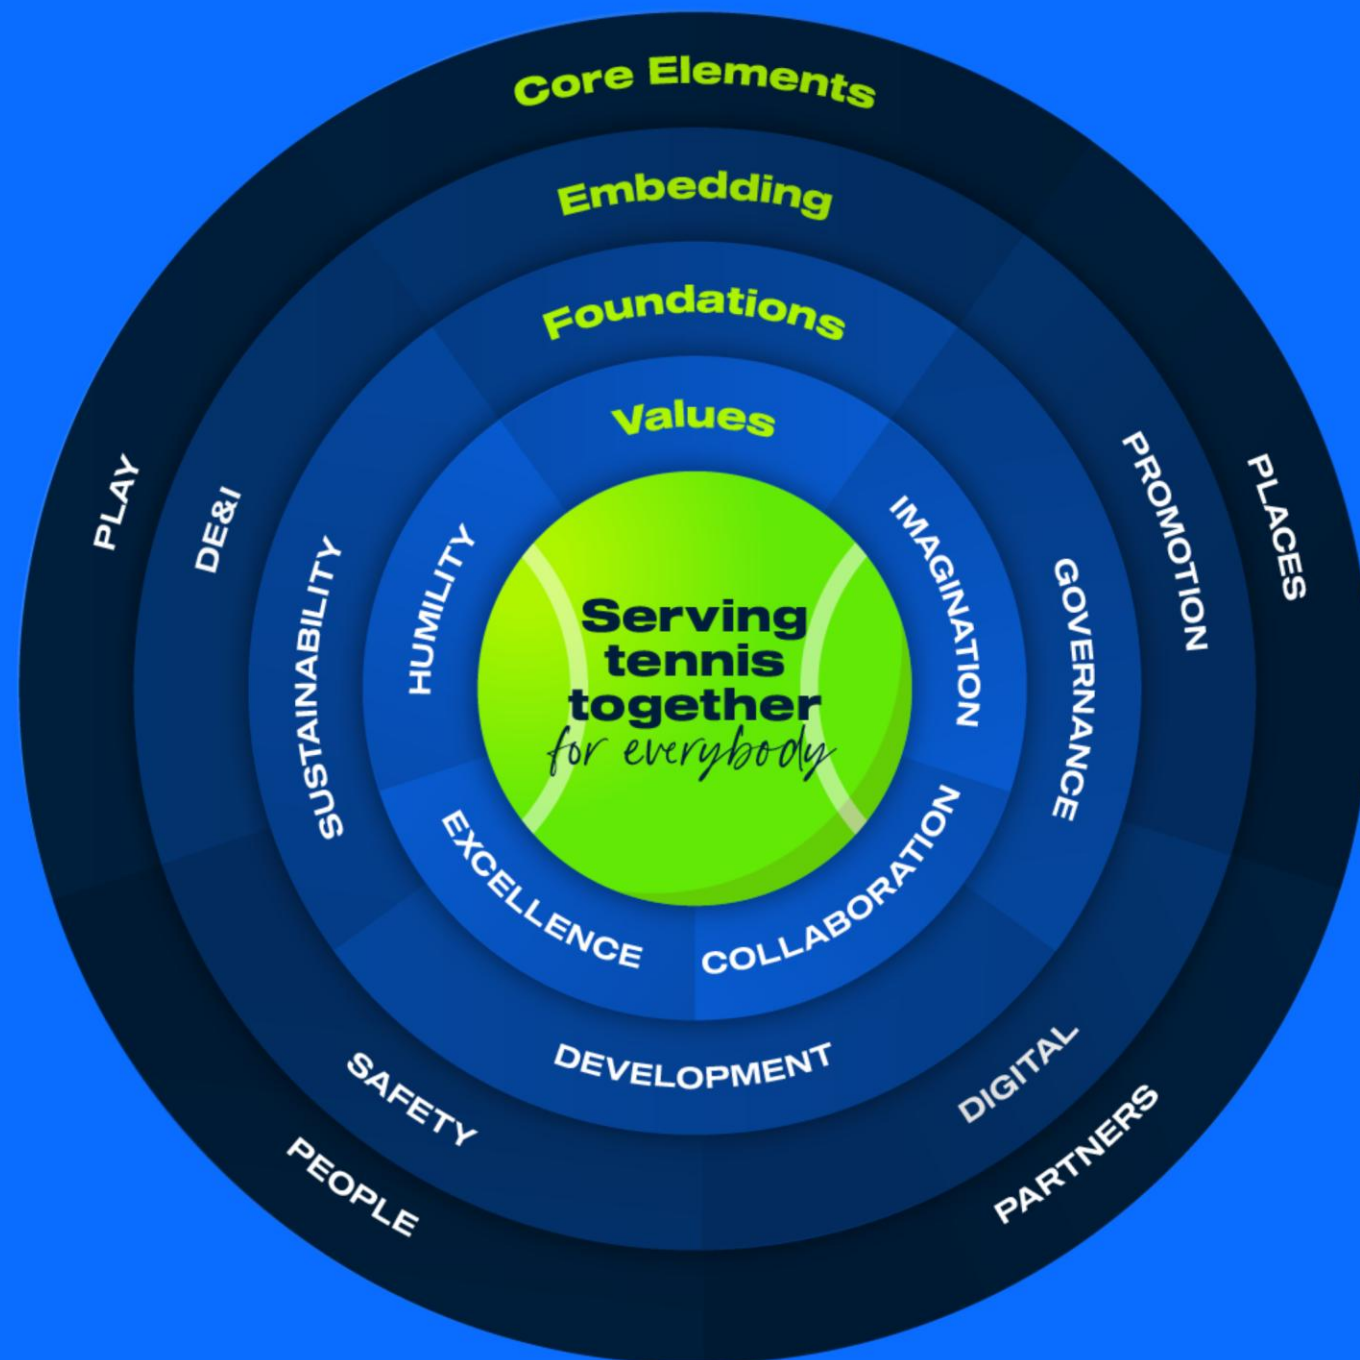 Core Elements
PLAY
PLACES
PEOPLE
PARTNERS
Embedding
DE&I
PROMOTION
SAFETY
DIGITAL
Foundations
SUSTAINABILITY
GOVERNANCE
DEVELOPMENT
Values
HUMILITY
IMAGINATION
EXCELLENCE
COLLABORATION
Serving
tennis
together
for everybody